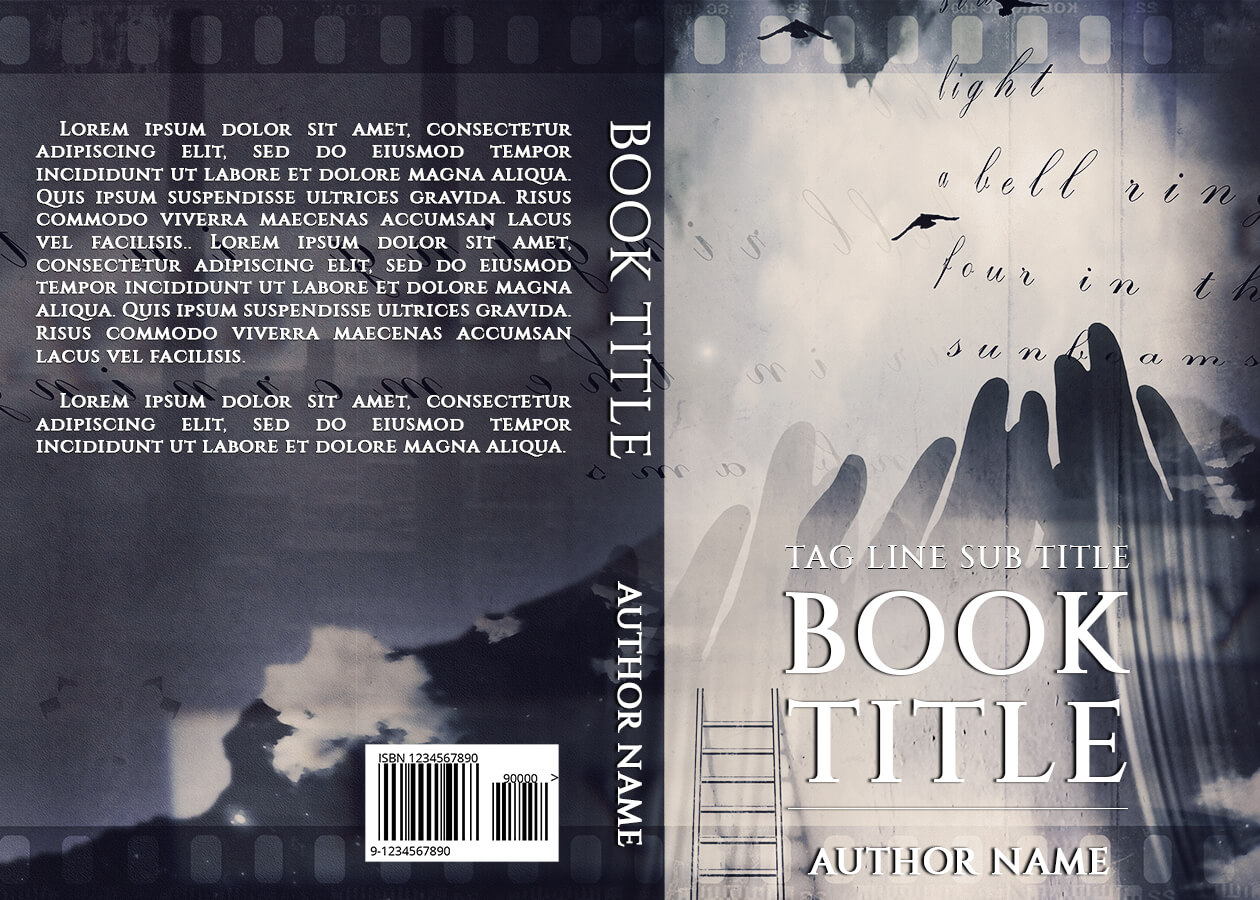 LOREM IPSUM DOLOR SIT AMET, CONSECTETUR
ADIPISCING ELIT, SED DO EIUSMOD TEMPOR
INCIDIDUNT UT LABORE ET DOLORE MAGNA ALIQUA.
QUIS IPSUM SUSPENDISSE ULTRICES GRAVIDA. RISUS
COMMODO VIVERRA MAECENAS ACCUMSAN LACUS
VEL FACILISIS.. LOREM IPSUM DOLOR SIT AMET,
CONSECTETUR ADIPISCING ELIT, SED DO EIUSMOD
TEMPOR INCIDIDUNT UT LABORE ET DOLORE MAGNA
ALIQUA. QUIS IPSUM SUSPENDISSE ULTRICES GRAVIDA.
RISUS COMMODO VIVERRA MAECENAS ACCUMSAN
LACUS VEL FACILISIS.
LOREM IPSUM DOLOR SIT AMET, CONSECTETUR
ADIPISCING ELIT, SED DO EIUSMOD TEMPOR
INCIDIDUNT UT LABORE ET DOLORE MAGNA ALIQUA.
ISBN 1234567890
90000 >
9-1234567890
BOOK TITLE
AUTHOR NAME
KODAK
22
23
light
a bell ring
four in th
sunbeams
TAG LINE SUB TITLE
BOOK
TITLE
AUTHOR NAME